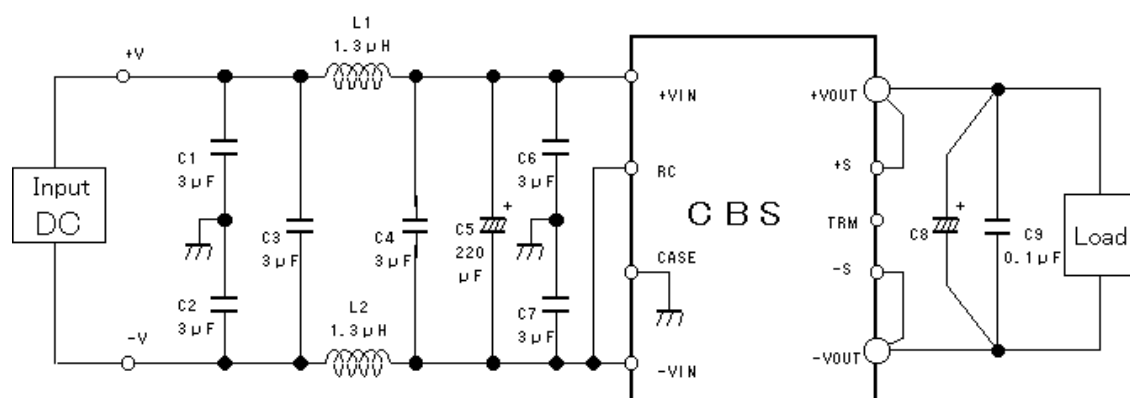 L1
1.3μH
+V
+VIN
+VOUT
C1
3μF
C6
3μF
RC
+S
Input
DC
CBS
TRM
C3
3μF
C4
3μF
C5
220
μF
+
C8
+
C9
0.1μF
Load
CASE
-S
C2
3μF
L2
1.3μH
C7
3μF
-V
-VIN
-VOUT